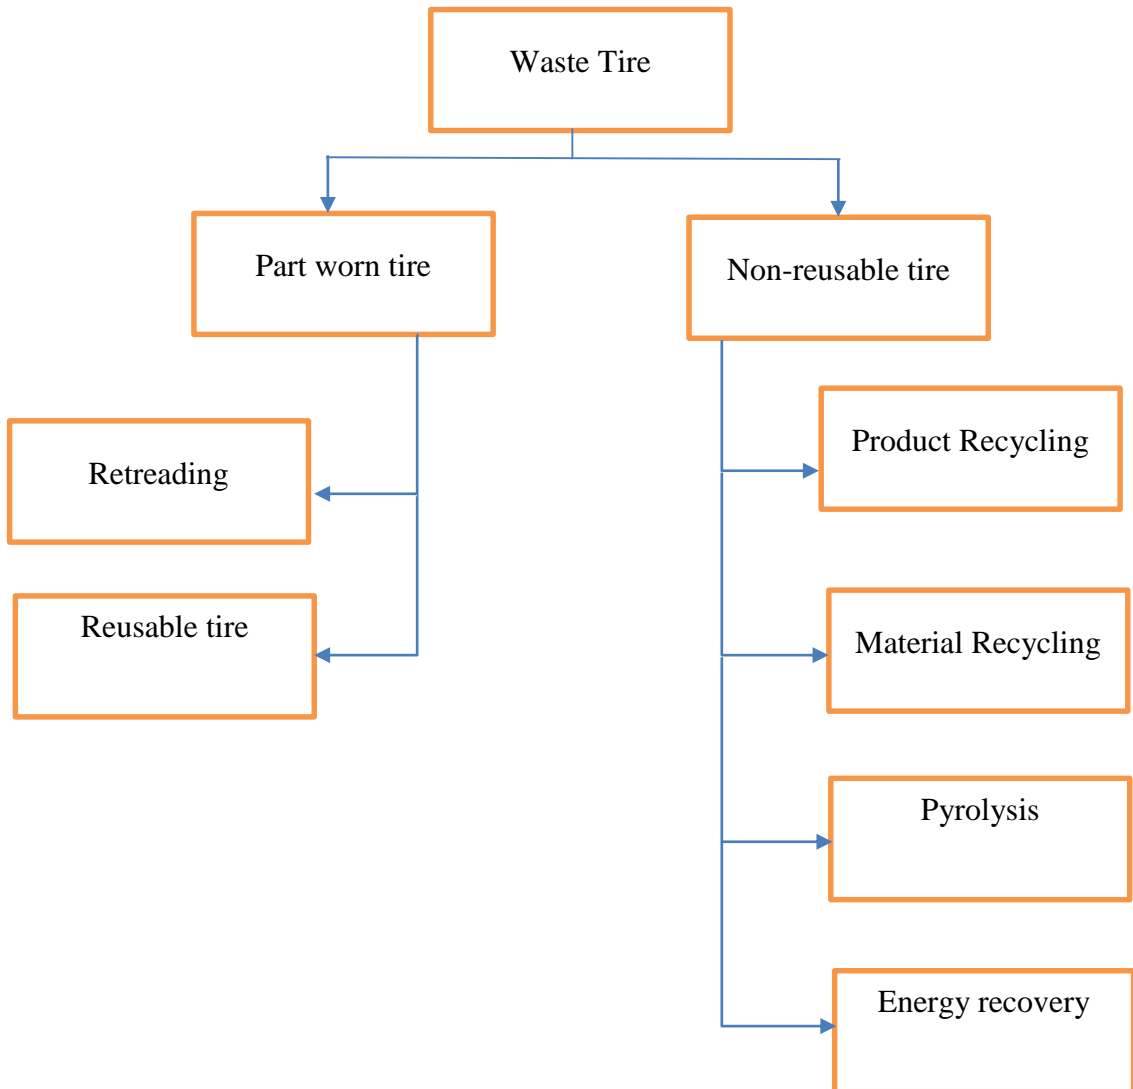 Waste Tire
Part worn tire
Non-reusable tire
Retreading
Reusable tire
Product Recycling
Material Recycling
Pyrolysis
Energy recovery